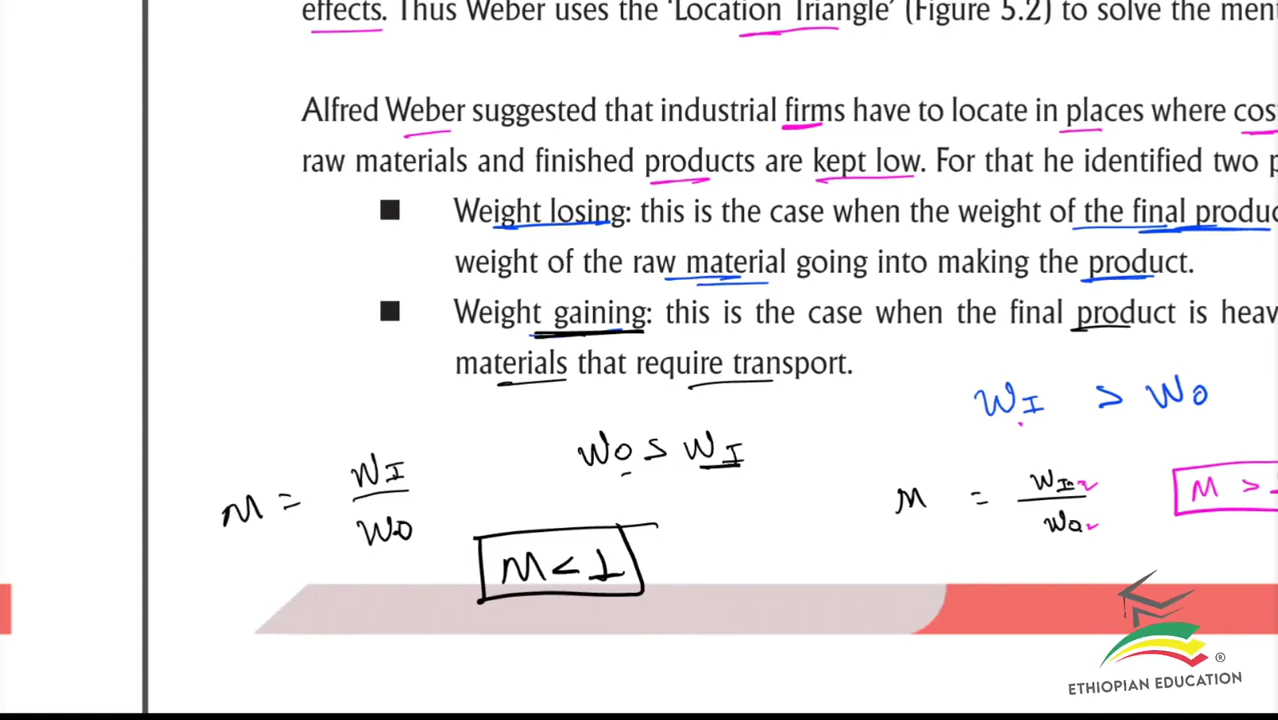 effects. Thus Weber uses the ‘Location Triangle’ (Figure 5.2) to solve the men
Alfred Weber suggested that industrial firms have to locate in places where cos
raw materials and finished products are kept low. For that he identified two p
■ Weight losing: this is the case when the weight of the final produc
weight of the raw material going into making the product.
■ Weight gaining: this is the case when the final product is heav
materials that require transport.
WI > WO
WO > WI
M = WI / WO
M = WI / WO
M >
M < 1
ETHIOPIAN EDUCATION ®